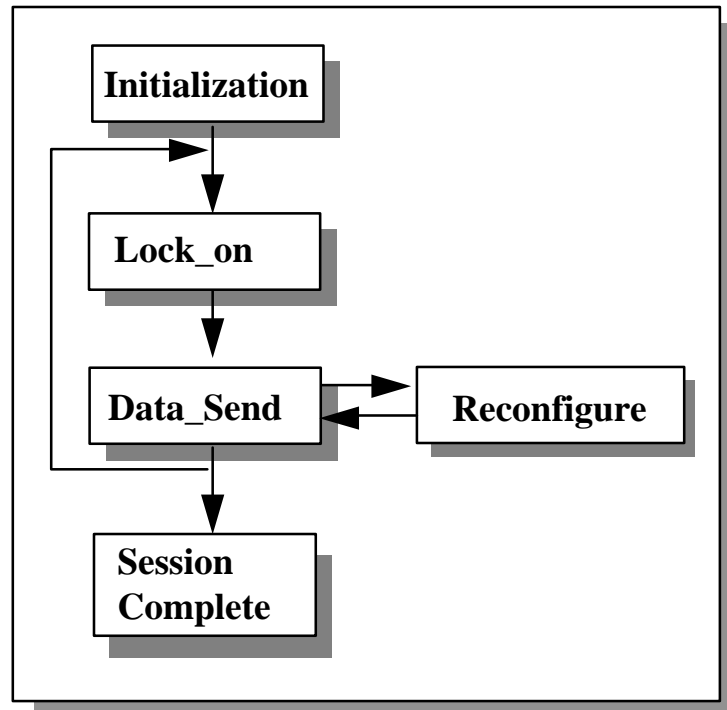 Initialization
Lock_on
Data_Send
Reconfigure
Session
Complete